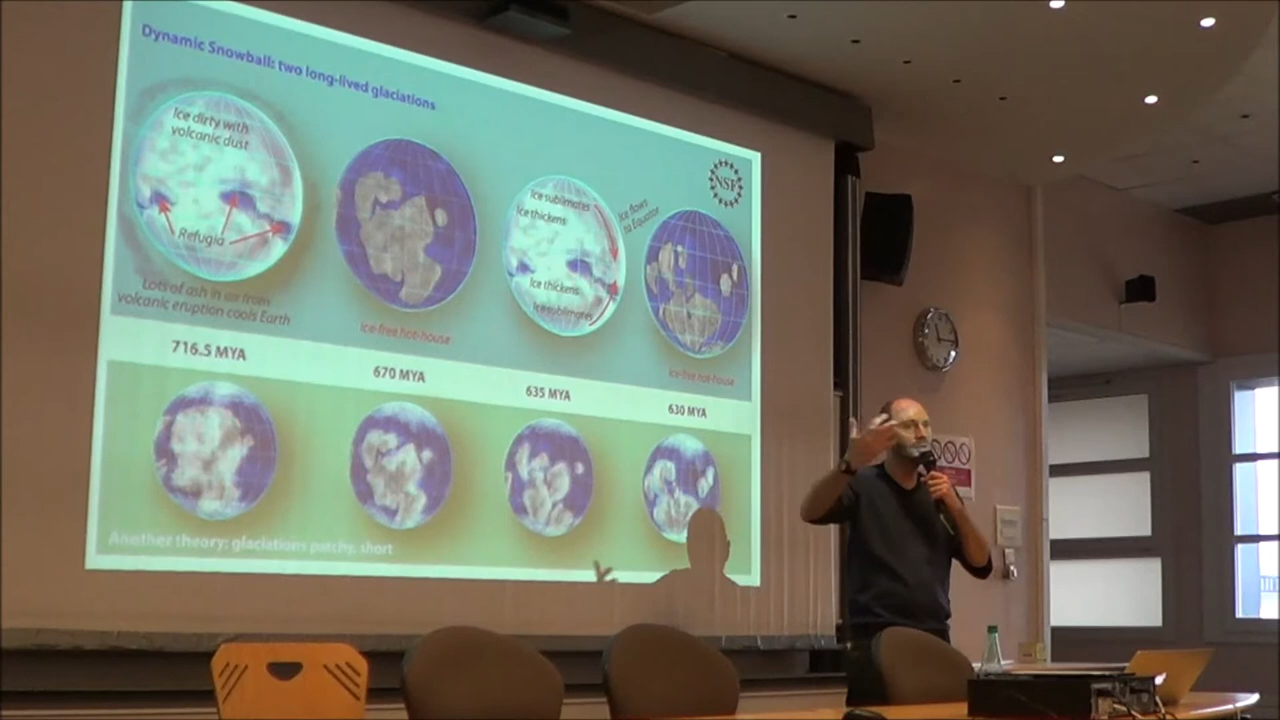 Dynamic Snowball: two long-lived glaciations
NSF
Ice dirty with
volcanic dust
Refugia
Lots of ash in air from
volcanic eruption cools Earth
Ice-free hot-house
Ice sublimates
Ice thickens
Ice flows
to Equator
Ice thickens
Ice sublimates
Ice-free hot-house
716.5 MYA
670 MYA
635 MYA
630 MYA
Another theory: glaciations patchy, short